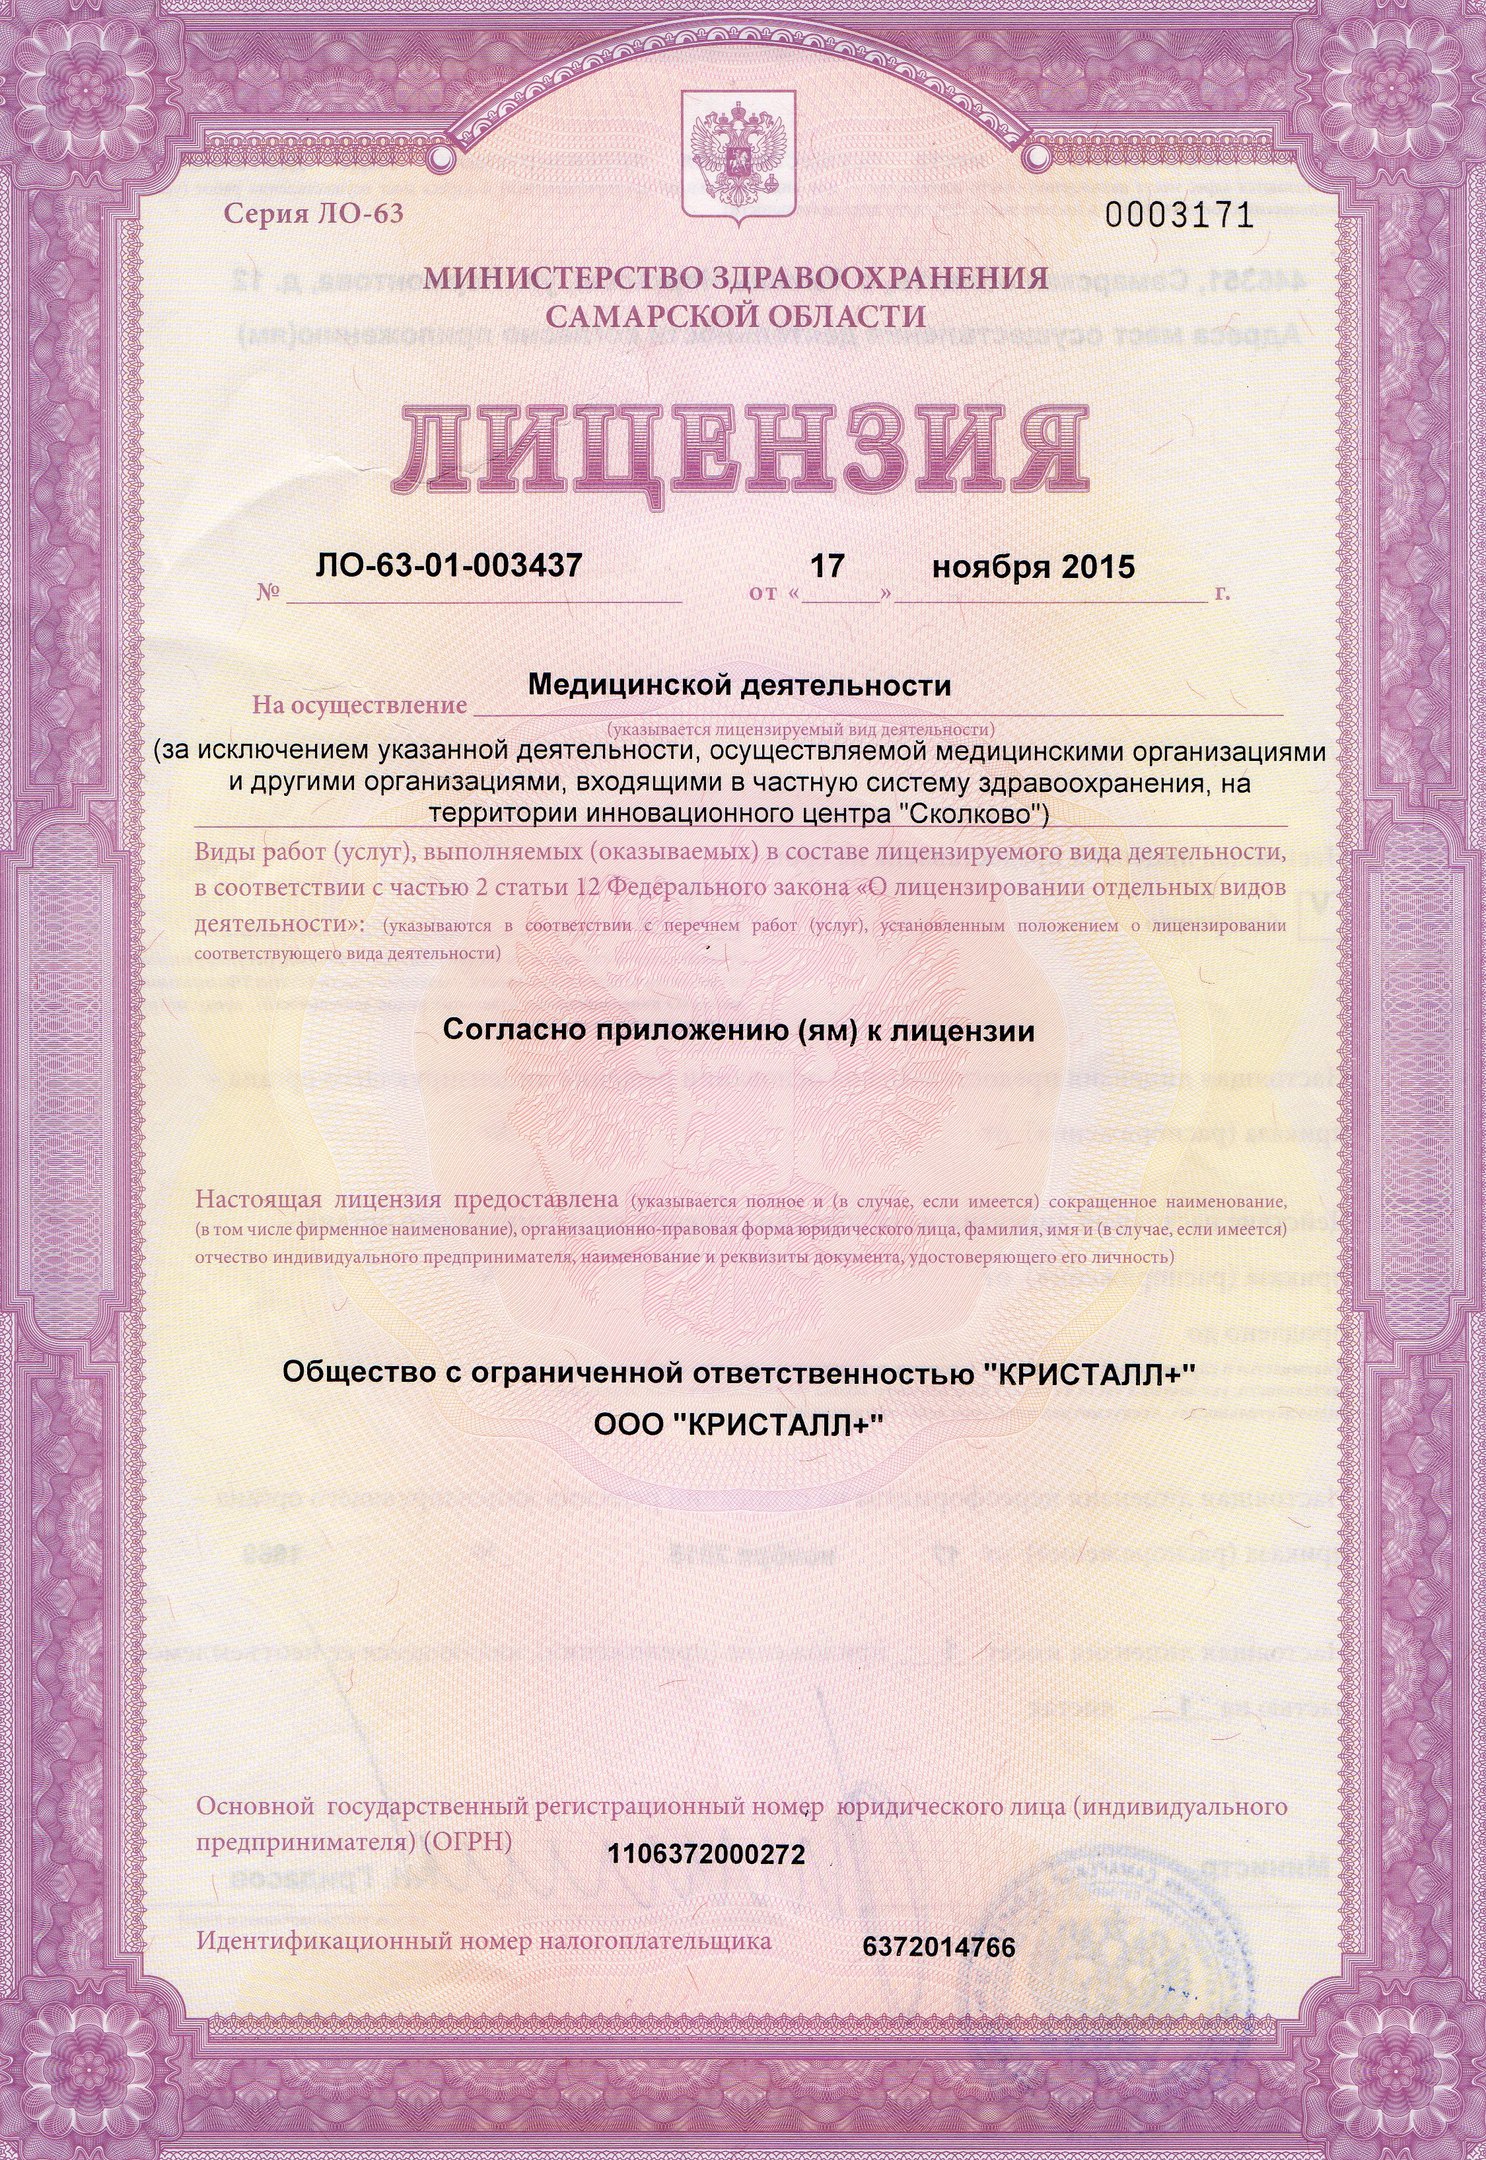 Серия ЛО-63
0003171
МИНИСТЕРСТВО ЗДРАВООХРАНЕНИЯ
САМАРСКОЙ ОБЛАСТИ
ЛИЦЕНЗИЯ
№ ЛО-63-01-003437 от «17» ноября 2015 г.
На осуществление Медицинской деятельности
(указывается лицензируемый вид деятельности)
(за исключением указанной деятельности, осуществляемой медицинскими организациями
и другими организациями, входящими в частную систему здравоохранения, на
территории инновационного центра "Сколково")
Виды работ (услуг), выполняемых (оказываемых) в составе лицензируемого вида деятельности,
в соответствии с частью 2 статьи 12 Федерального закона «О лицензировании отдельных видов
деятельности»: (указываются в соответствии с перечнем работ (услуг), установленным положением о лицензировании
соответствующего вида деятельности)
Согласно приложению (ям) к лицензии
Настоящая лицензия предоставлена (указывается полное и (в случае, если имеется) сокращенное наименование,
(в том числе фирменное наименование), организационно-правовая форма юридического лица, фамилия, имя и (в случае, если имеется)
отчество индивидуального предпринимателя, наименование и реквизиты документа, удостоверяющего его личность)
Общество с ограниченной ответственностью "КРИСТАЛЛ+"
ООО "КРИСТАЛЛ+"
Основной государственный регистрационный номер юридического лица (индивидуального
предпринимателя) (ОГРН) 1106372000272
Идентификационный номер налогоплательщика 6372014766